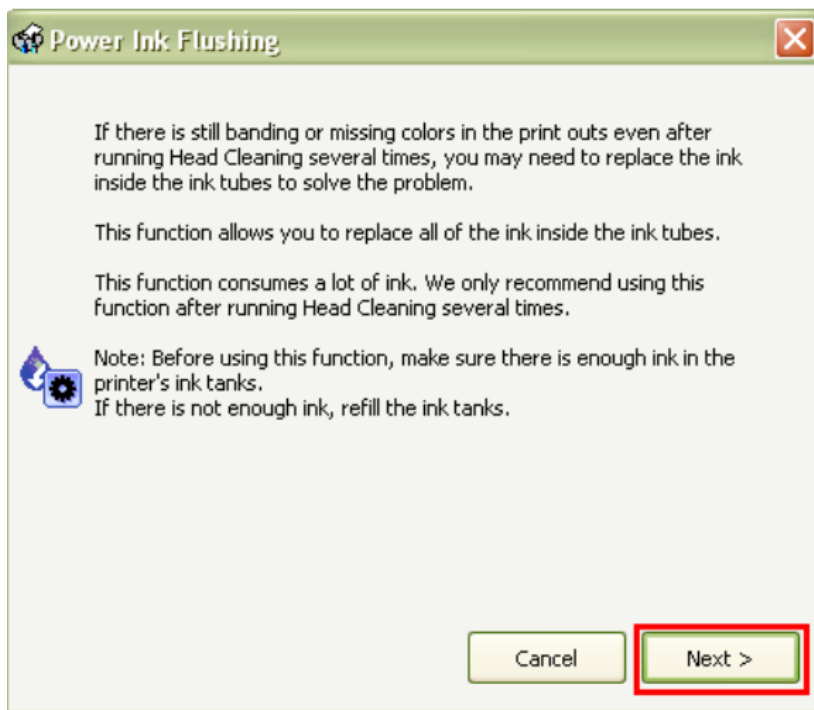 Power Ink Flushing
If there is still banding or missing colors in the print outs even after
running Head Cleaning several times, you may need to replace the ink
inside the ink tubes to solve the problem.
This function allows you to replace all of the ink inside the ink tubes.
This function consumes a lot of ink. We only recommend using this
function after running Head Cleaning several times.
Note: Before using this function, make sure there is enough ink in the
printer's ink tanks.
If there is not enough ink, refill the ink tanks.
Cancel
Next >